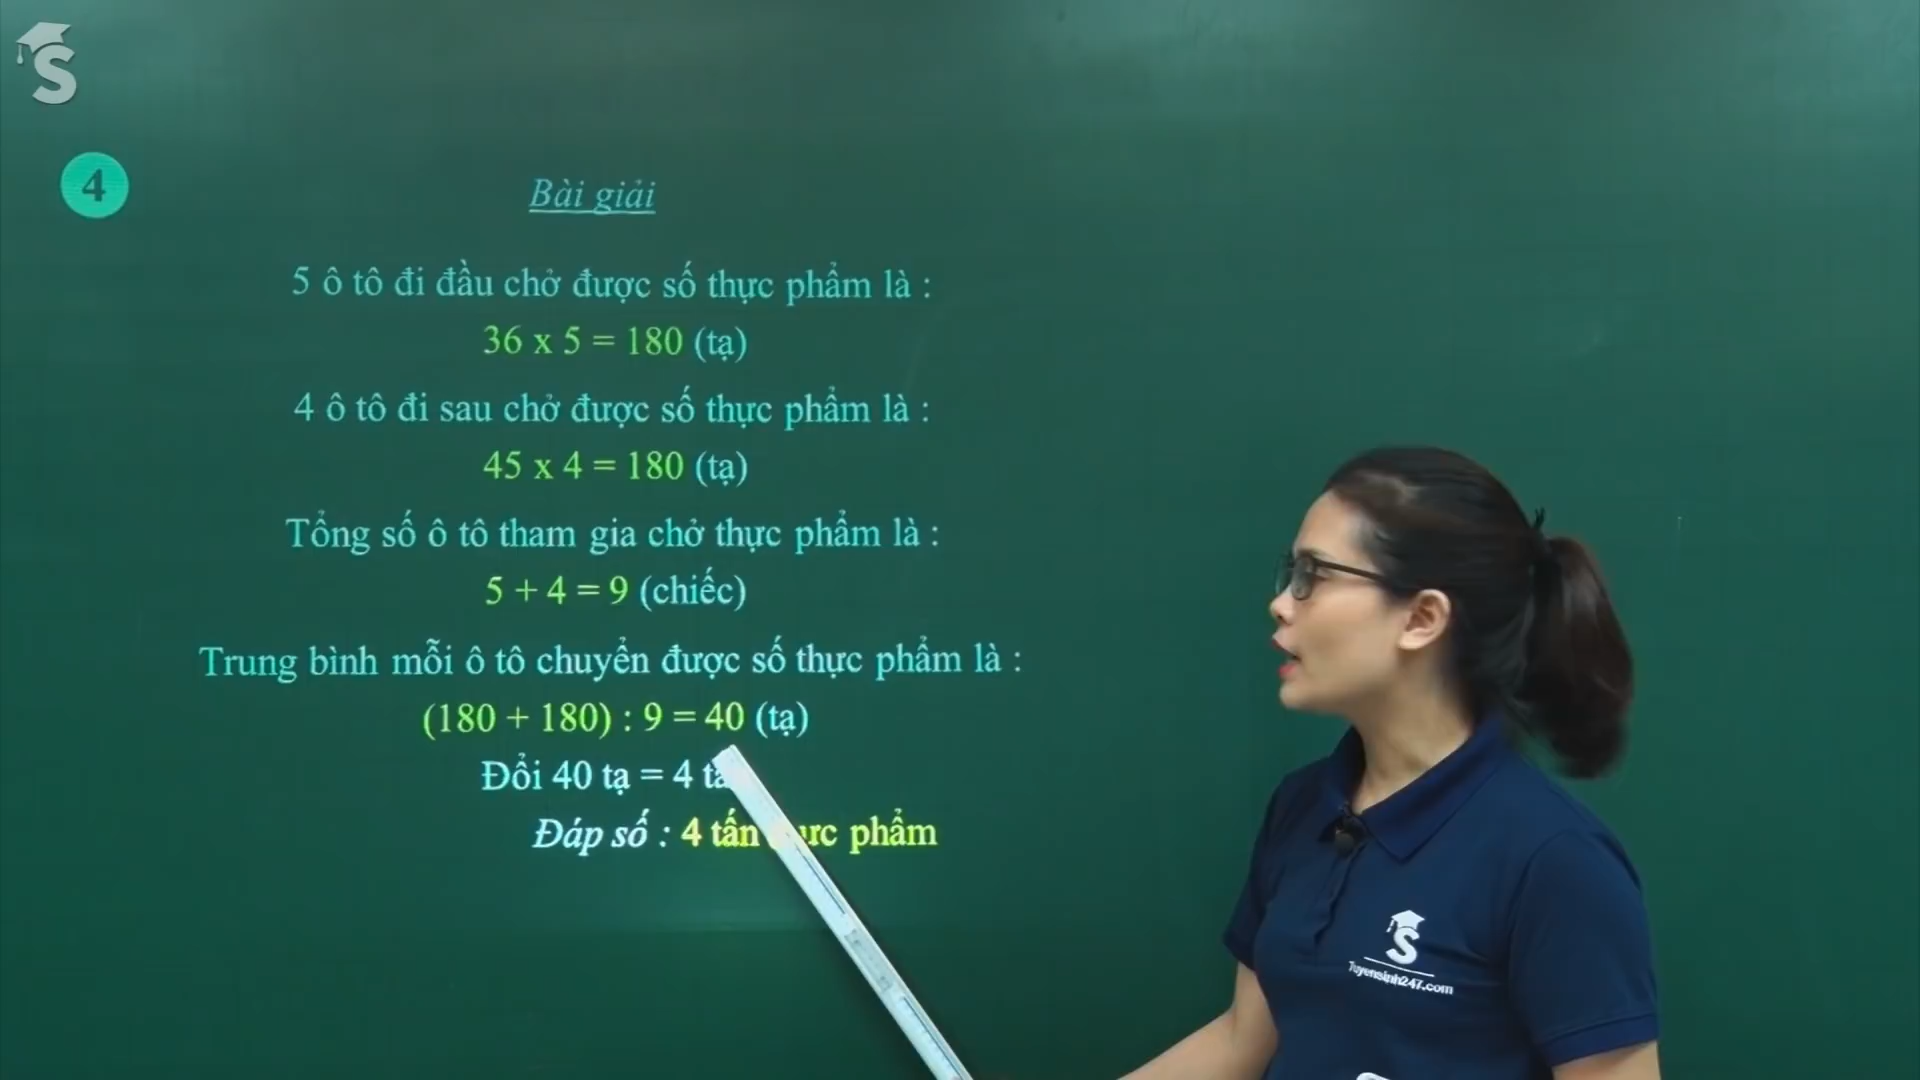 S
4
Bài giải
5 ô tô đi đầu chở được số thực phẩm là :
36 x 5 = 180 (tạ)
4 ô tô đi sau chở được số thực phẩm là :
45 x 4 = 180 (tạ)
Tổng số ô tô tham gia chở thực phẩm là :
5 + 4 = 9 (chiếc)
Trung bình mỗi ô tô chuyển được số thực phẩm là :
(180 + 180) : 9 = 40 (tạ)
Đổi 40 tạ = 4
Đáp số : 4 tấn phẩm
S
Tuyensinh247.com